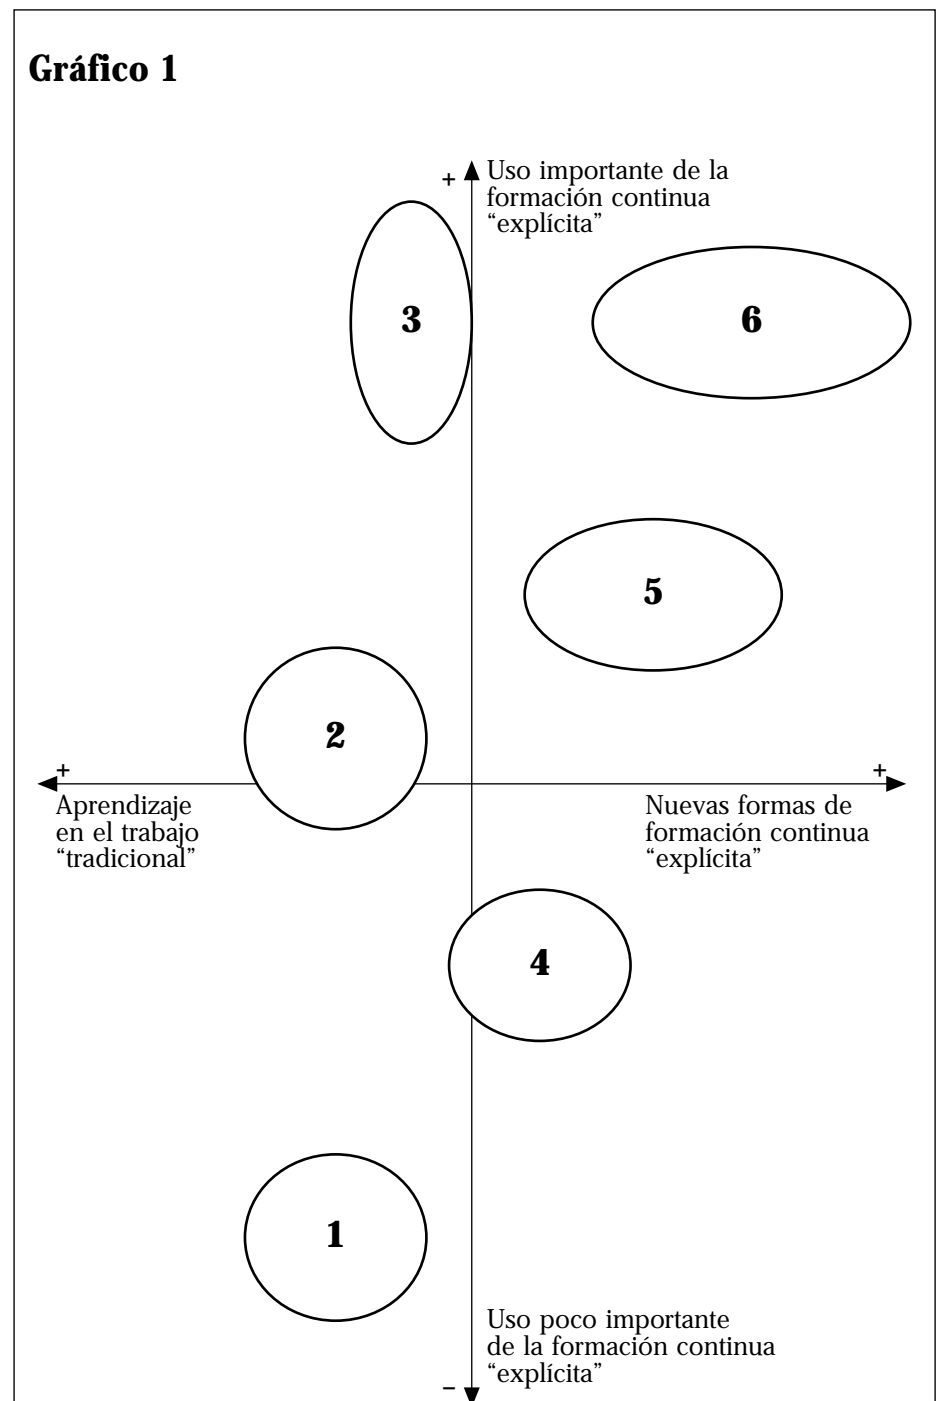 Gráfico 1
+
Uso importante de la
formación continua
“explícita”
3
6
5
2
+
+
Aprendizaje
en el trabajo
“tradicional”
Nuevas formas de
formación continua
“explícita”
4
1
Uso poco importante
de la formación continua
“explícita”
–